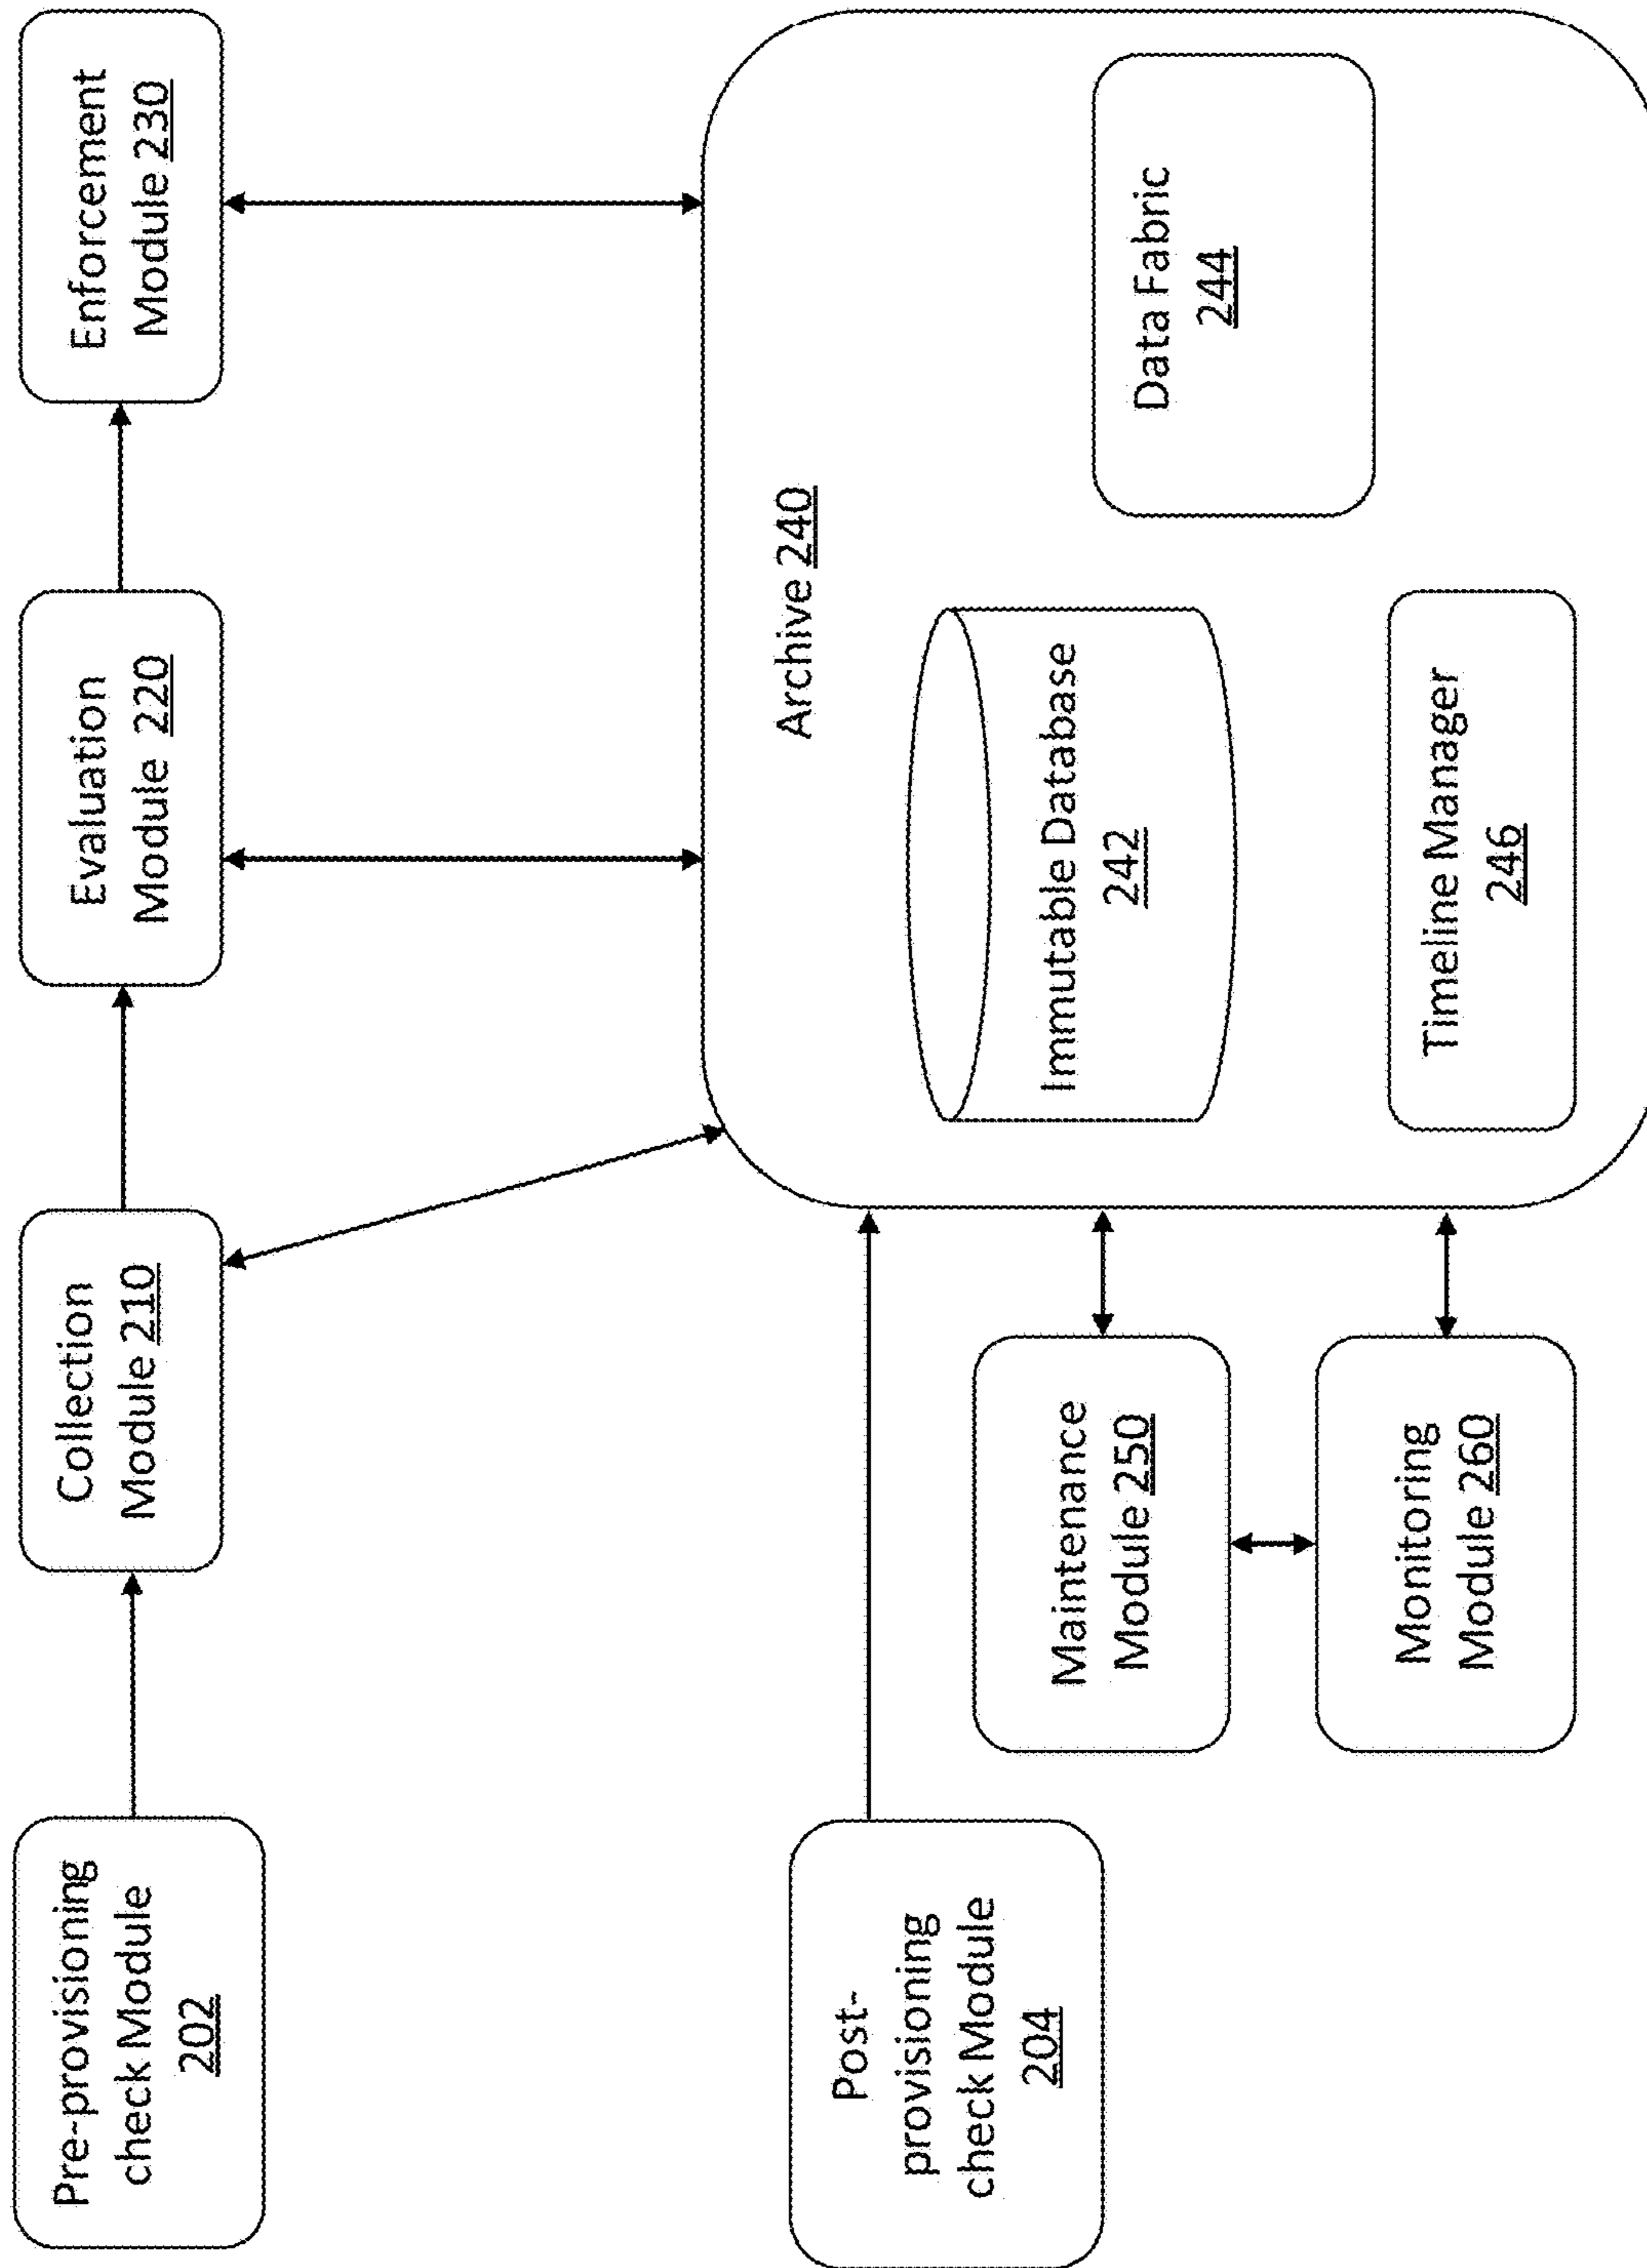 Pre-provisioning
check Module
202
Collection
Module 210
Evaluation
Module 220
Enforcement
Module 230
Post-
provisioning
check Module
204
Maintenance
Module 250
Monitoring
Module 260
Archive 240
Immutable Database
242
Data Fabric
244
Timeline Manager
246